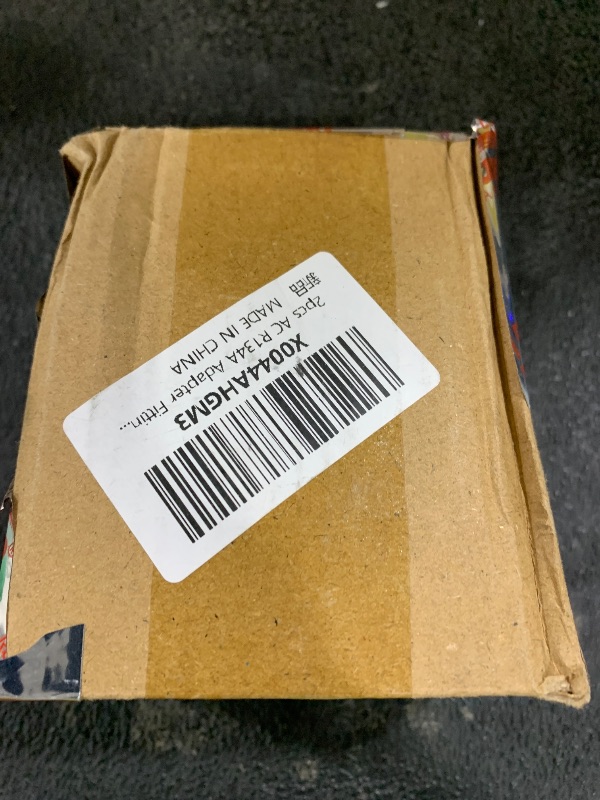 X0044AHGM3
2pcs AC R134A Adapter Fittin...
新品 MADE IN CHINA